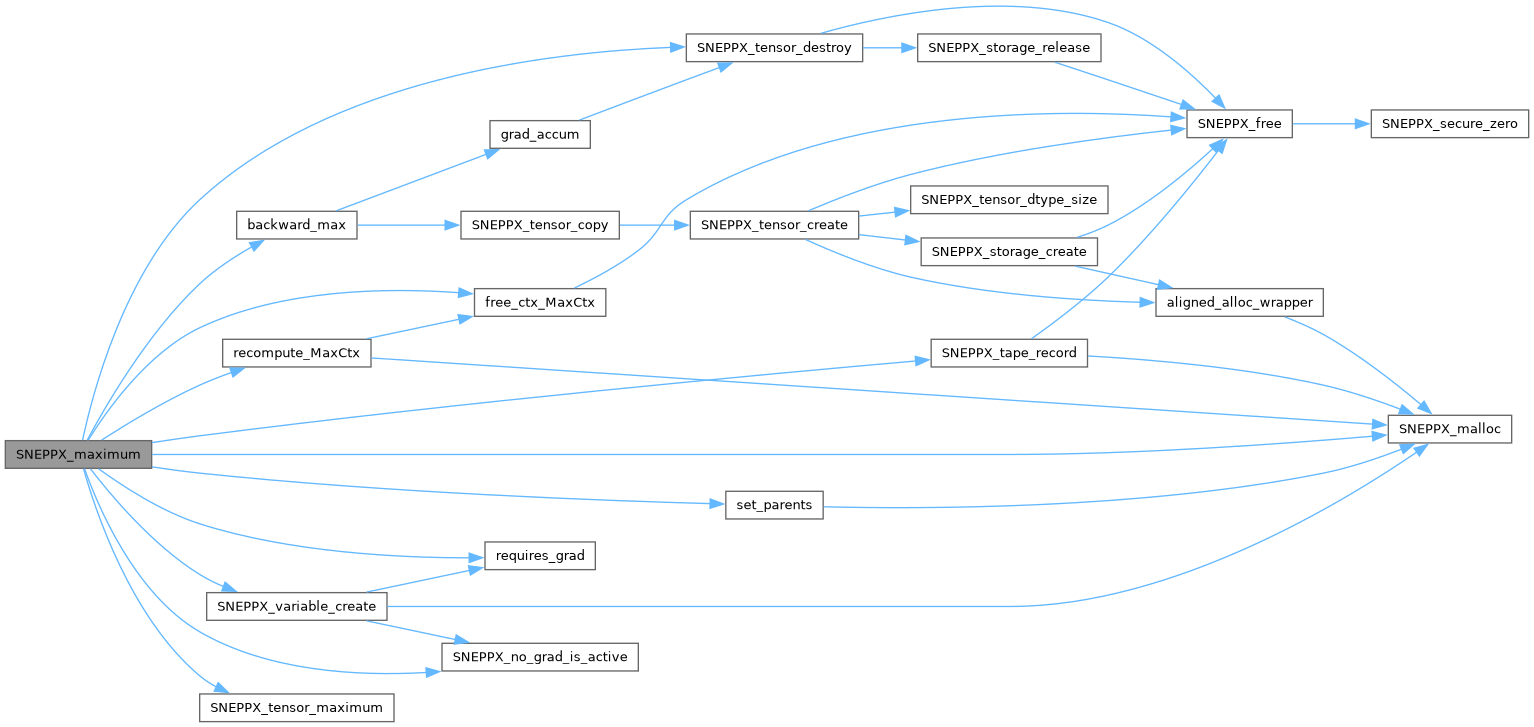 SNEPPX_tensor_destroy
SNEPPX_storage_release
SNEPPX_free
SNEPPX_secure_zero
grad_accum
SNEPPX_tensor_dtype_size
backward_max
SNEPPX_tensor_copy
SNEPPX_tensor_create
SNEPPX_storage_create
free_ctx_MaxCtx
aligned_alloc_wrapper
recompute_MaxCtx
SNEPPX_tape_record
SNEPPX_malloc
SNEPPX_maximum
set_parents
requires_grad
SNEPPX_variable_create
SNEPPX_no_grad_is_active
SNEPPX_tensor_maximum